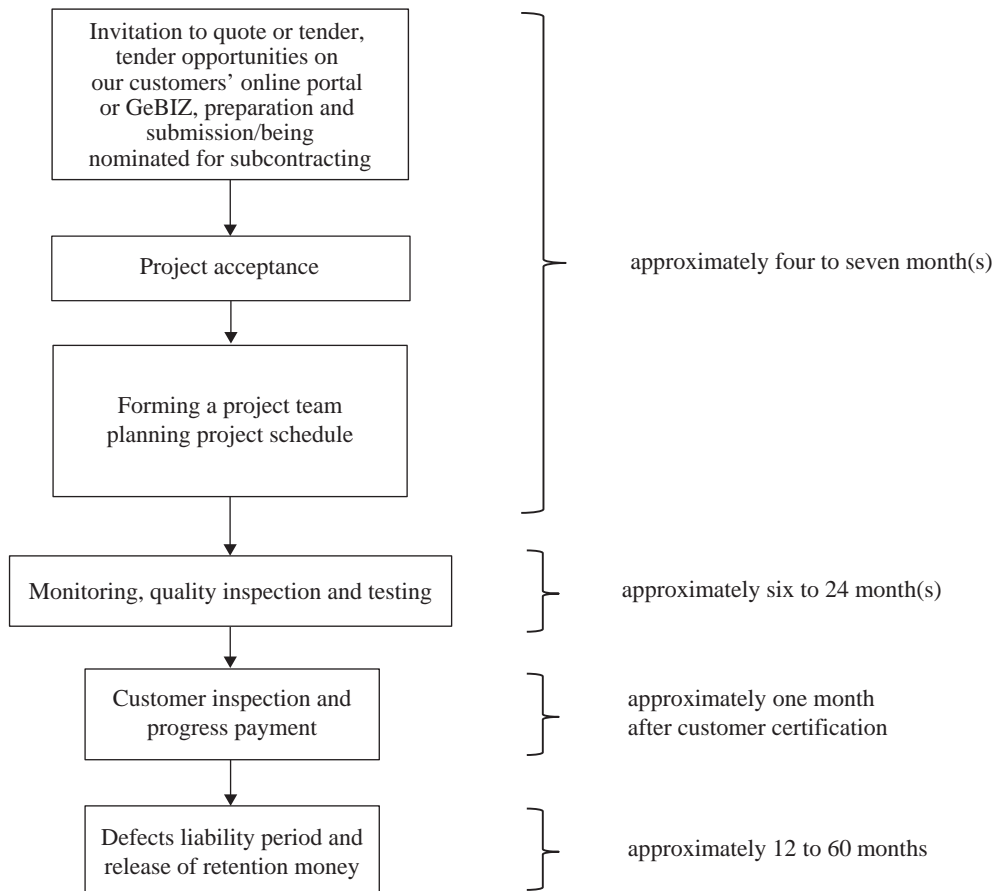 Invitation to quote or tender,
tender opportunities on
our customers’ online portal
or GeBIZ, preparation and
submission/being
nominated for subcontracting
Project acceptance
approximately four to seven month(s)
Forming a project team
planning project schedule
Monitoring, quality inspection and testing
approximately six to 24 month(s)
Customer inspection and
progress payment
approximately one month
after customer certification
Defects liability period and
release of retention money
approximately 12 to 60 months